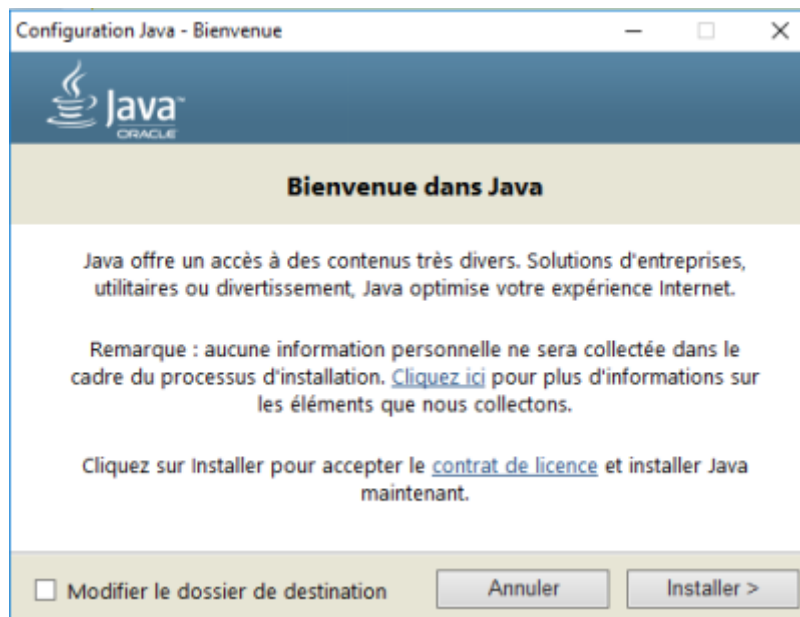 Configuration Java - Bienvenue
Java™
ORACLE
Bienvenue dans Java
Java offre un accès à des contenus très divers. Solutions d'entreprises,
utilitaires ou divertissement, Java optimise votre expérience Internet.
Remarque : aucune information personnelle ne sera collectée dans le
cadre du processus d'installation. Cliquez ici pour plus d'informations sur
les éléments que nous collectons.
Cliquez sur Installer pour accepter le contrat de licence et installer Java
maintenant.
Modifier le dossier de destination
Annuler
Installer >